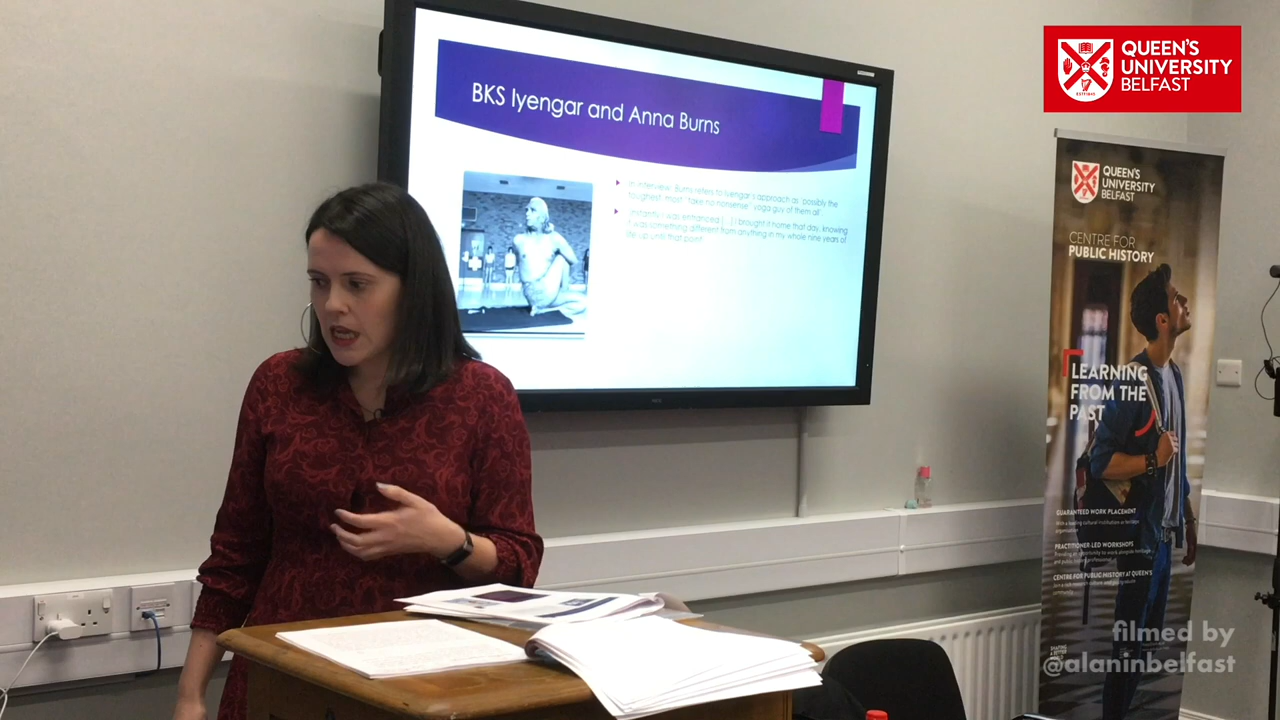 BKS Iyengar and Anna Burns
In interview, Burns refers to Iyengar's approach as 'possibly the
toughest, most "take no nonsense" yoga guy of them all'.
'Instantly I was enhanced [...] I brought it home that day, knowing
it was something different from anything in my whole nine years of
life up until that point'
QUEEN'S
UNIVERSITY
BELFAST
QUEEN'S
UNIVERSITY
BELFAST
CENTRE FOR
PUBLIC HISTORY
LEARNING
FROM THE
PAST
GUARANTEED WORK PLACEMENT
PRACTITIONER-LED WORKSHOPS
CENTRE FOR PUBLIC HISTORY AT QUEEN'S
filmed by
@alaninbelfast